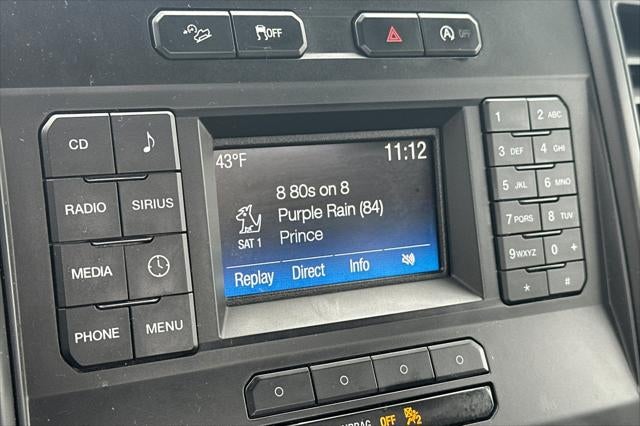 OFF
A OFF
CD
RADIO SIRIUS
MEDIA
PHONE MENU
43°F 11:12
8 80s on 8
Purple Rain (84)
SAT 1 Prince
Replay Direct Info
1 2 ABC
3 DEF 4 GHI
5 JKL 6 MNO
7 PQRS 8 TUV
9 WXYZ 0 +
* #
OFF 2